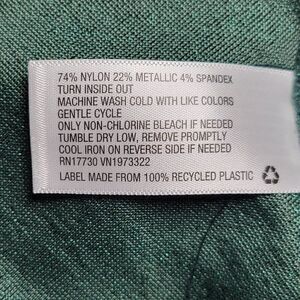 74% NYLON 22% METALLIC 4% SPANDEX
TURN INSIDE OUT
MACHINE WASH COLD WITH LIKE COLORS
GENTLE CYCLE
ONLY NON-CHLORINE BLEACH IF NEEDED
TUMBLE DRY LOW, REMOVE PROMPTLY
COOL IRON ON REVERSE SIDE IF NEEDED
RN17730 VN1973322
LABEL MADE FROM 100% RECYCLED PLASTIC